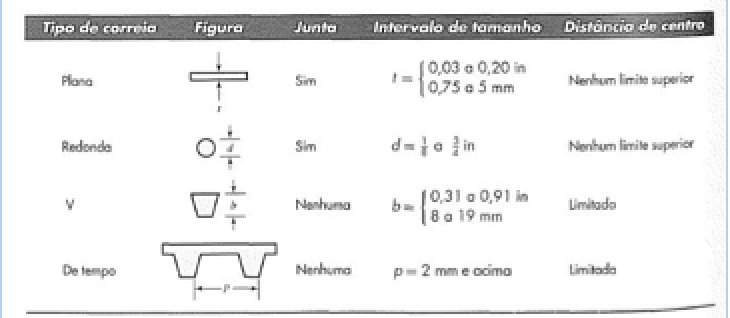 Tipo de correia Figura Junta Intervalo de tamanho Distância de centro
Plana t Sim t = { 0,03 a 0,20 in
0,75 a 5 mm Nenhum limite superior
Redonda d Sim d = 1/8 a 3/2 in Nenhum limite superior
V b Nenhuma b = { 0,31 a 0,91 in
8 a 19 mm Limitado
De tempo P Nenhuma p = 2 mm e acima Limitado